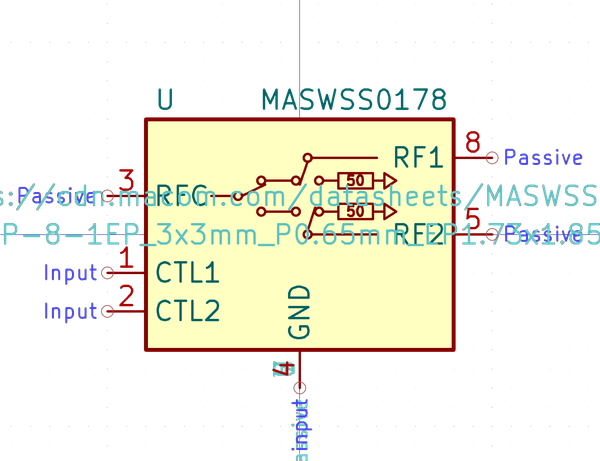 U MASWSS0178
8 RF1 Passive
50
Passive 3 RFC
s://cdn.macom.com/datasheets/MASWSS
50
P-8-1EP_3x3mm_P0.65mm_EP1.73x1.85
5 RF2 Passive
Input 1 CTL1
Input 2 CTL2
GND
4
input